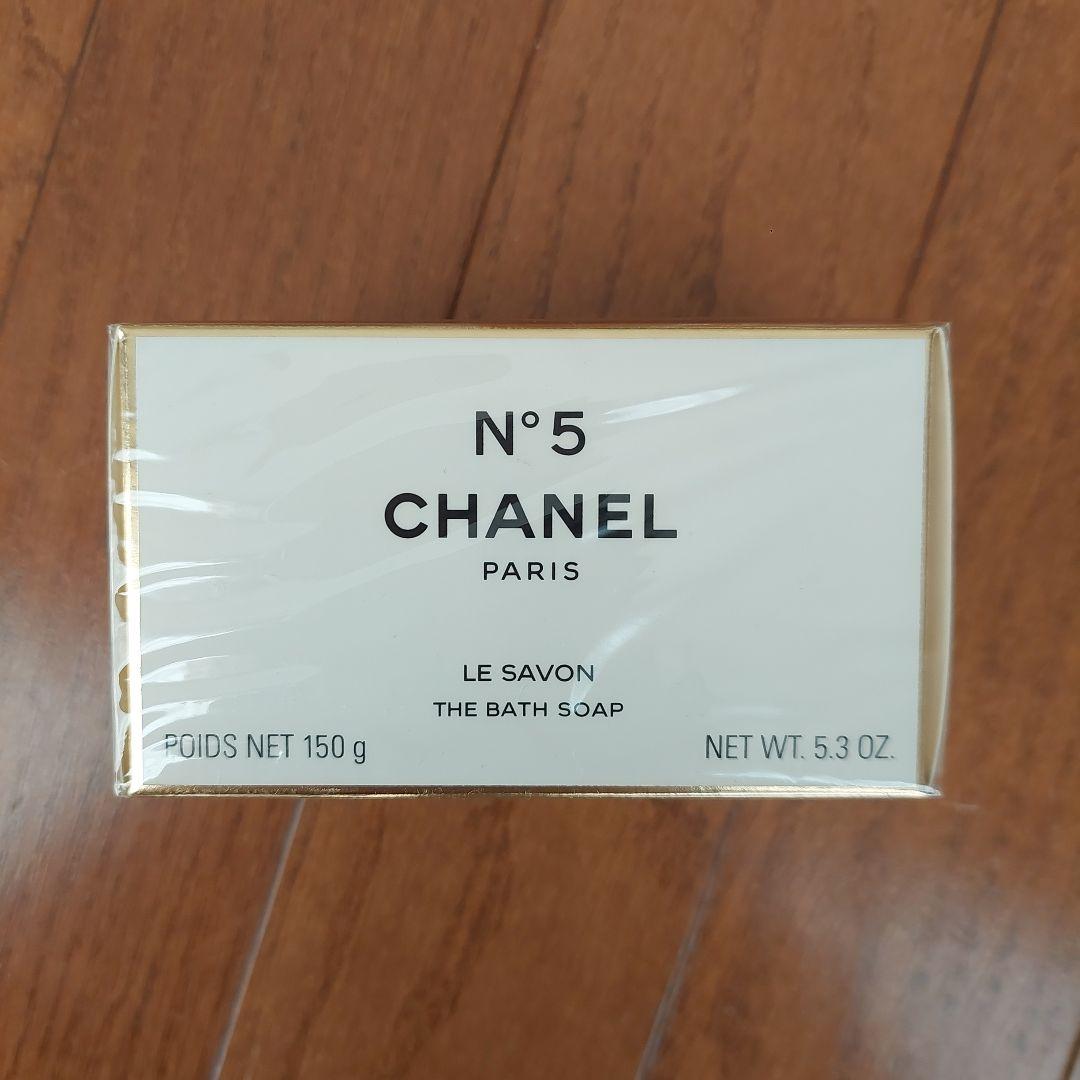 N°5
CHANEL
PARIS
LE SAVON
THE BATH SOAP
POIDS NET 150 g
NET WT. 5.3 OZ.